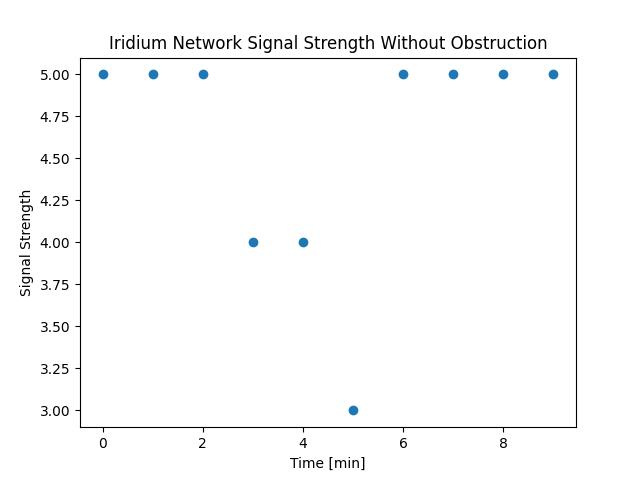 Iridium Network Signal Strength Without Obstruction
5.00
4.75
4.50
4.25
4.00
3.75
3.50
3.25
3.00
Signal Strength
0 2 4 6 8
Time [min]